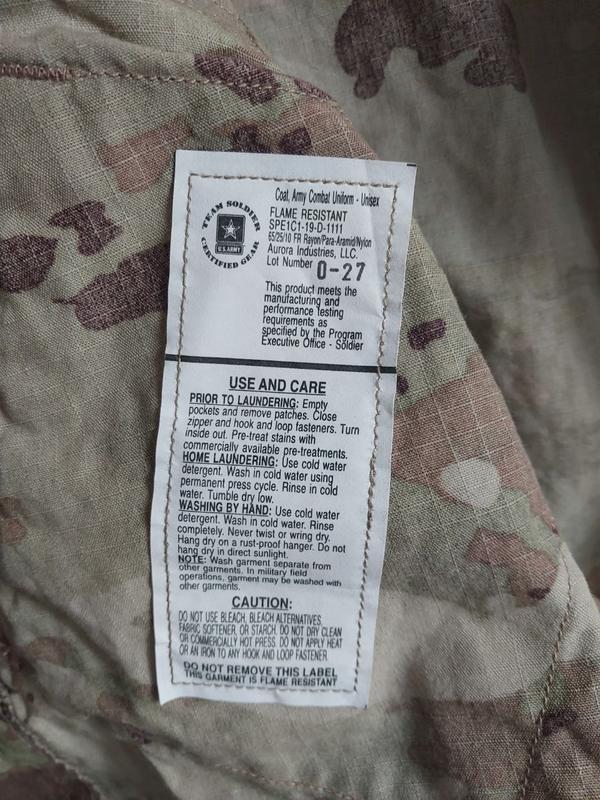 Coat, Army Combat Uniform - Unisex
TEAM SOLDIER
U.S.ARMY
CERTIFIED GEAR
FLAME RESISTANT
SPE1C1-19-D-1111
65/25/10 FR Rayon/Para-Aramid/Nylon
Aurora Industries, LLC.
Lot Number 0-27
This product meets the
manufacturing and
performance testing
requirements as
specified by the Program
Executive Office - Soldier
USE AND CARE
PRIOR TO LAUNDERING: Empty
pockets and remove patches. Close
zipper and hook and loop fasteners. Turn
inside out. Pre-treat stains with
commercially available pre-treatments.
HOME LAUNDERING: Use cold water
detergent. Wash in cold water using
permanent press cycle. Rinse in cold
water. Tumble dry low.
WASHING BY HAND: Use cold water
detergent. Wash in cold water. Rinse
completely. Never twist or wring dry.
Hang dry on a rust-proof hanger. Do not
hang dry in direct sunlight.
NOTE: Wash garment separate from
other garments. In military field
operations, garment may be washed with
other garments.
CAUTION:
DO NOT USE BLEACH, BLEACH ALTERNATIVES,
FABRIC SOFTENER, OR STARCH. DO NOT DRY CLEAN
OR COMMERCIALLY HOT PRESS. DO NOT APPLY HEAT
OR AN IRON TO ANY HOOK AND LOOP FASTENER.
DO NOT REMOVE THIS LABEL
THIS GARMENT IS FLAME RESISTANT